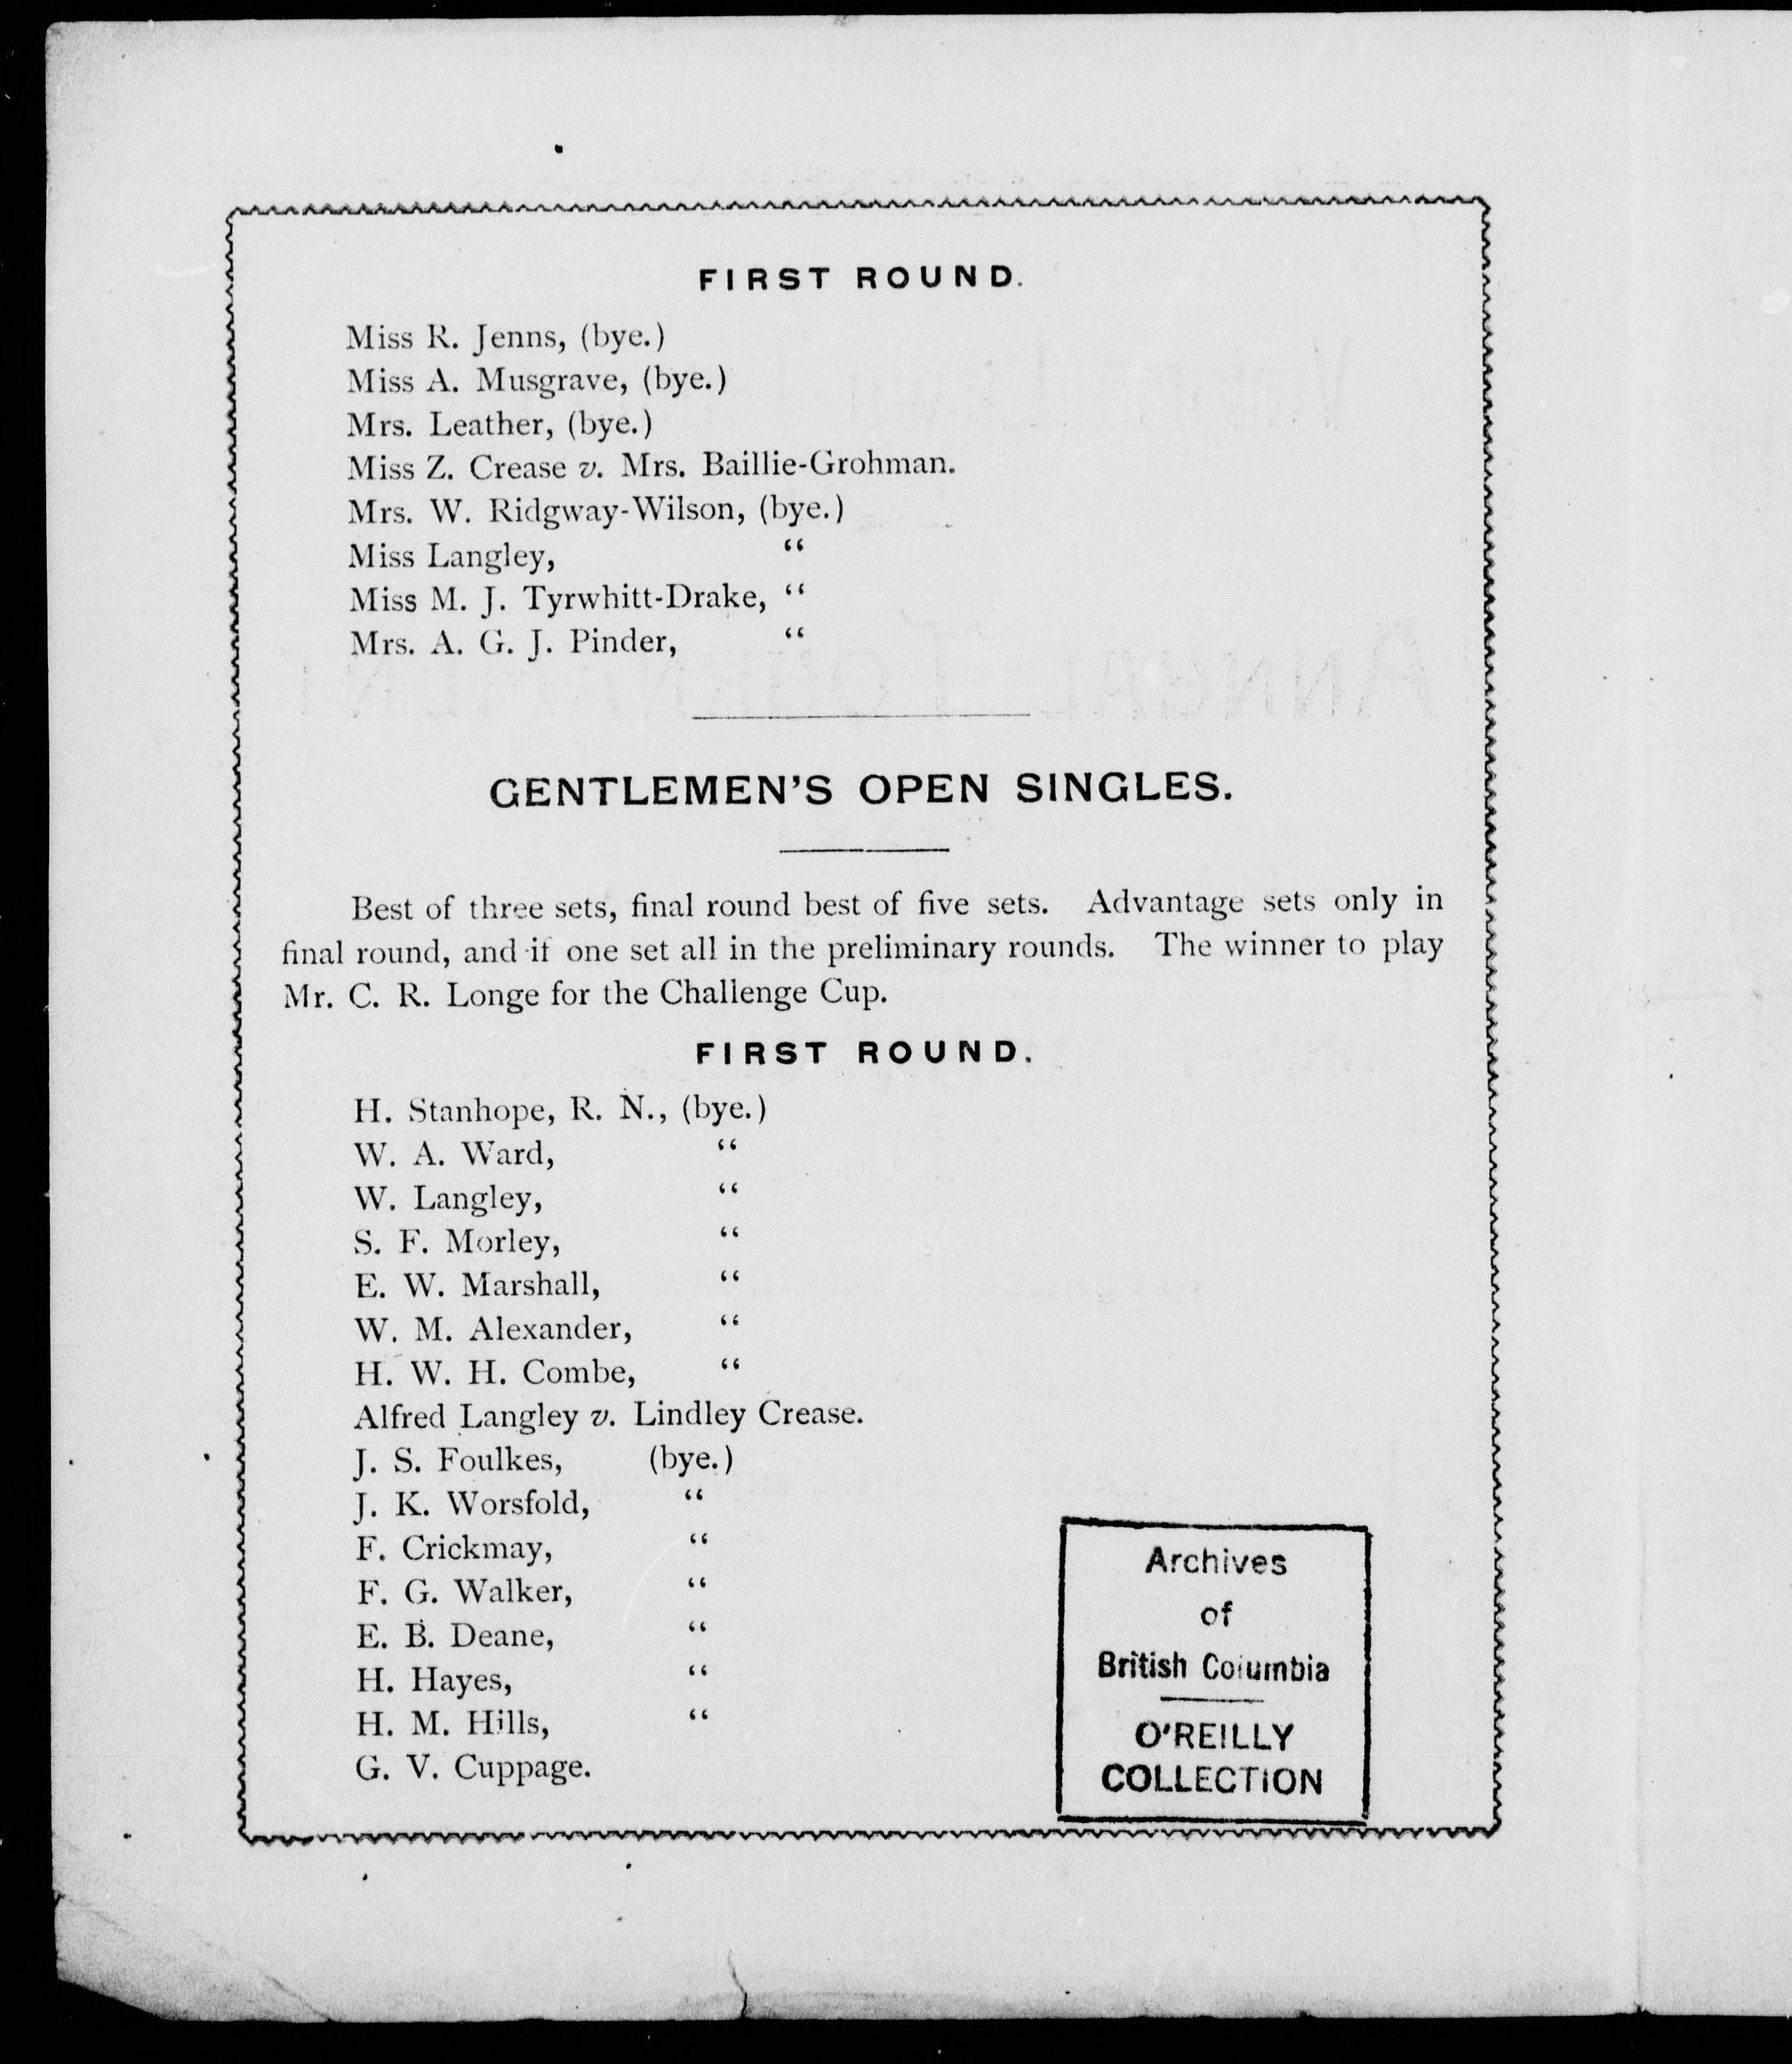 FIRST ROUND.
Miss R. Jenns, (bye.)
Miss A. Musgrave, (bye.)
Mrs. Leather, (bye.)
Miss Z. Crease v. Mrs. Baillie-Grohman.
Mrs. W. Ridgway-Wilson, (bye.)
Miss Langley, “
Miss M. J. Tyrwhitt-Drake, “
Mrs. A. G. J. Pinder, “
GENTLEMEN'S OPEN SINGLES.
Best of three sets, final round best of five sets. Advantage sets only in
final round, and if one set all in the preliminary rounds. The winner to play
Mr. C. R. Longe for the Challenge Cup.
FIRST ROUND.
H. Stanhope, R. N., (bye.)
W. A. Ward, “
W. Langley, “
S. F. Morley, “
E. W. Marshall, “
W. M. Alexander, “
H. W. H. Combe, “
Alfred Langley v. Lindley Crease.
J. S. Foulkes, (bye.)
J. K. Worsfold, “
F. Crickmay, “
F. G. Walker, “
E. B. Deane, “
H. Hayes, “
H. M. Hills, “
G. V. Cuppage.
Archives
of
British Columbia
O'REILLY
COLLECTION